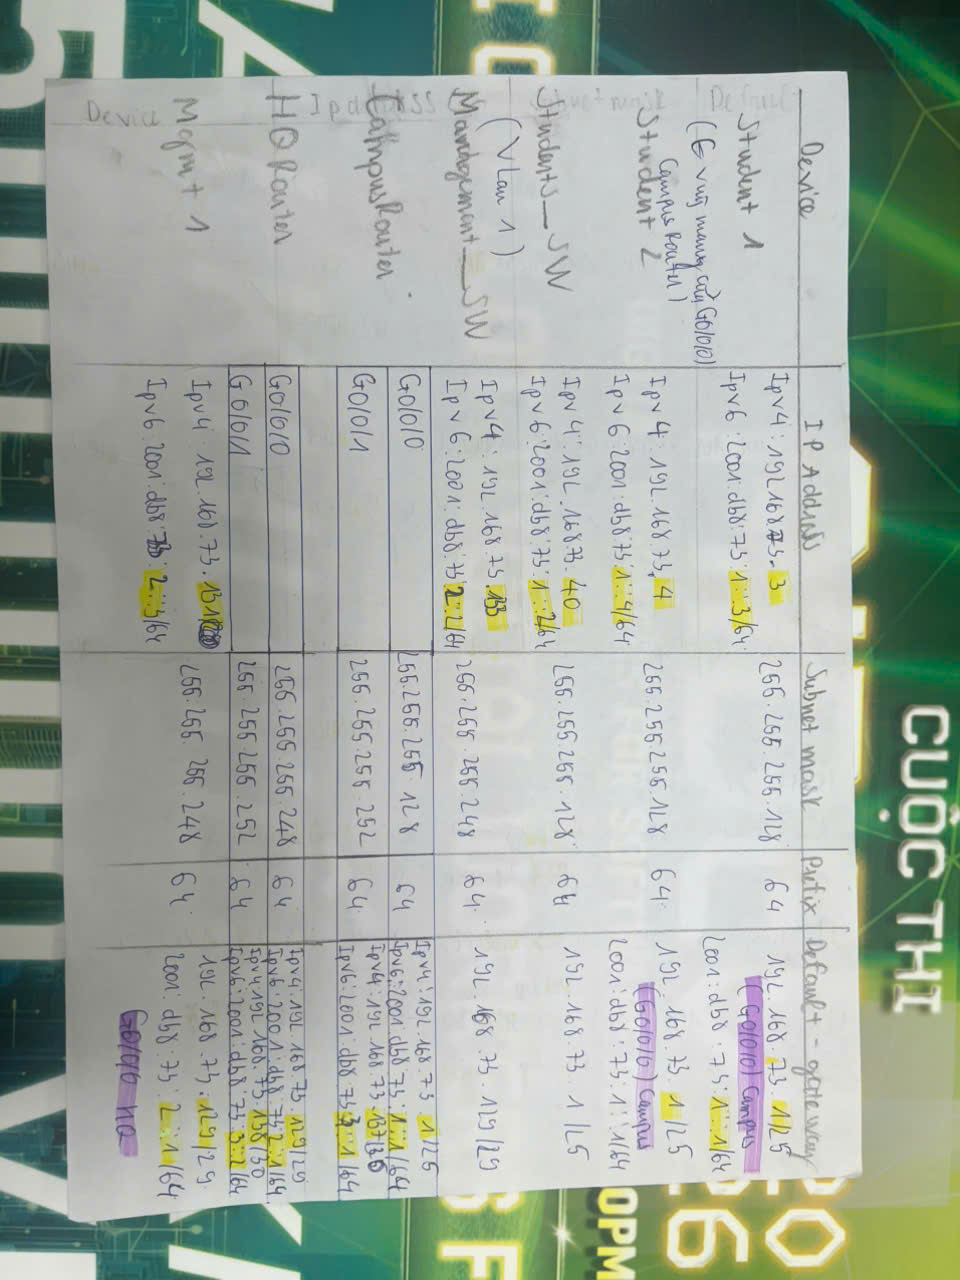 CUỘC THI
20
26
OPM
Device
IP Address
Subnet mask
Prefix
Default - gateway
Student 1
(∈ vùng mạng của G0/0/0)
Campus Router)
Ipv4: 192.168.73.3
Ipv6:2001:db8:73:1::3/64
255.255.255.128
64
192.168.73.1/25
(G0/0/0) Campus
2001:db8:73:1::1/64
Student 2
Ipv4: 192.168.73.4
Ipv6:2001:db8:73:1::4/64
255.255.255.128
64
192.168.73.1/25
(G0/0/0) Campus
2001:db8:73:1::1/64
Students_SW
(Vlan 1)
Ipv4: 192.16873.40
Ipv6:2001:db8:73:1::2/64
255.255.255.128
64
192.168.73.1/25
Management_SW
Ipv4: 192.168.73.133
Ipv6:2001:db8:73:2::2/64
255.255.255.248
64
192.168.73.129/29
CampusRouter
G0/0/0
255.255.255.128
64
Ipv4:192.168.73.1/25
Ipv6:2001:db8:73:1::1/64
G0/0/1
255.255.255.252
64
Ipv4:192.168.73.137/30
Ipv6:2001:db8:73:3::1/64
HQRouter
G0/0/0
255.255.255.248
64
Ipv4:192.168.73.129/29
Ipv6:2001:db8:73:2::1/64
G0/0/1
255.255.255.252
64
Ipv4:192.168.73.138/30
Ipv6:2001:db8:73:3::2/64
Mgmt 1
Ipv4: 192.168.73.131
Ipv6:2001:db8:73:2::3/64
255.255.255.248
64
192.168.73.129/29
2001:db8:73:2::1/64
G0/0/0 HQ
Device